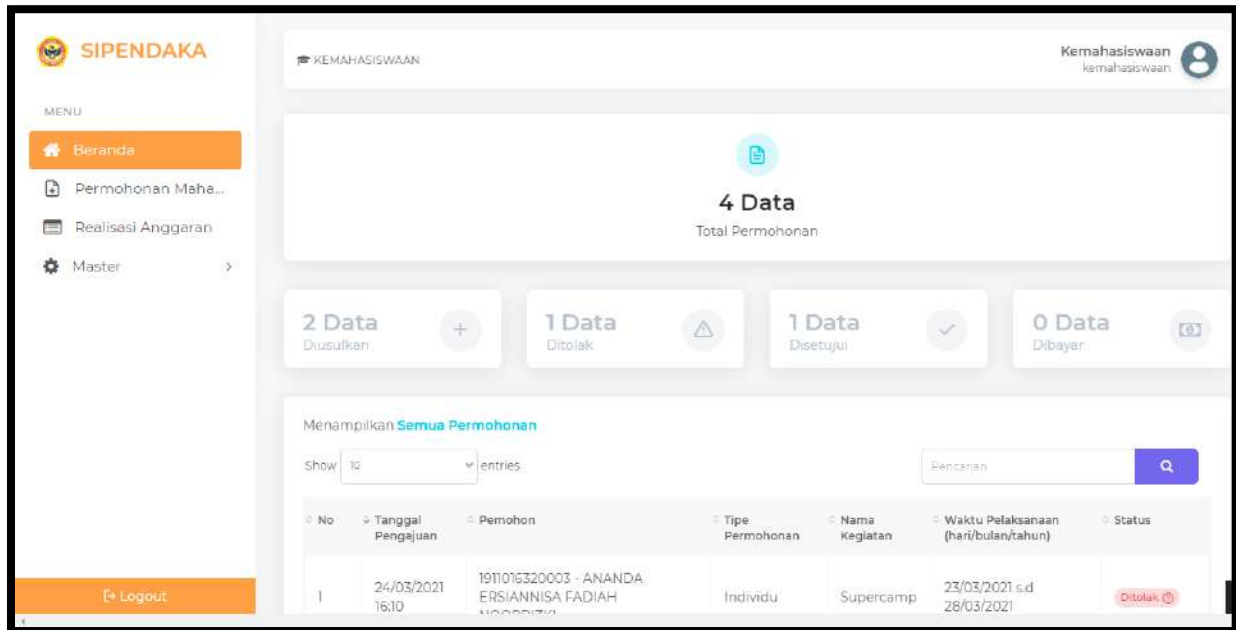 SIPENDAKA
KEMAHASISWAAN
Kemahasiswaan
kemahasiswaan
MENU
Beranda
Permohonan Maha...
Realisasi Anggaran
Master
4 Data
Total Permohonan
2 Data
Diusulkan
1 Data
Ditolak
1 Data
Disetujui
0 Data
Dibayar
Menampilkan Semua Permohonan
Show 10 entries
Pencarian
No Tanggal Pengajuan Pemohon Tipe Permohonan Nama Kegiatan Waktu Pelaksanaan (hari/bulan/tahun) Status
1 24/03/2021 16:10 1911016320003 - ANANDA ERSIANNISA FADIAH Individu Supercamp 23/03/2021 s.d 28/03/2021 Ditolak
Logout